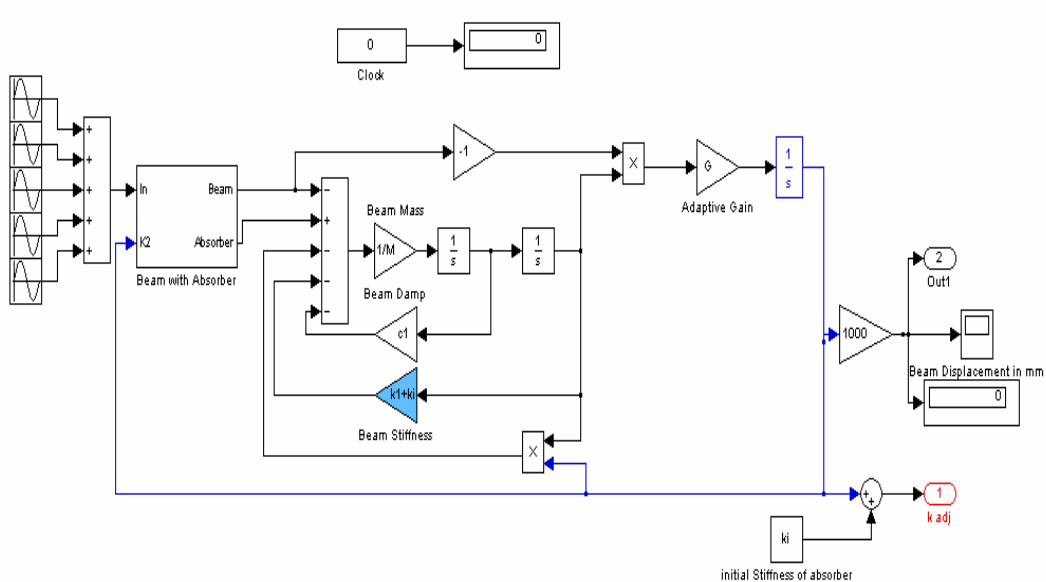 0
0
Clock
+
+
+
+
+
In
K2
Beam
Absorber
Beam with Absorber
-1
−
+
−
−
−
Beam Mass
1/M
1
s
1
s
Beam Damp
c1
k1+ki
Beam Stiffness
X
X
G
Adaptive Gain
1
s
1000
2
Out1
Beam Displacement in mm
0
+
+
1
k adj
ki
initial Stiffness of absorber